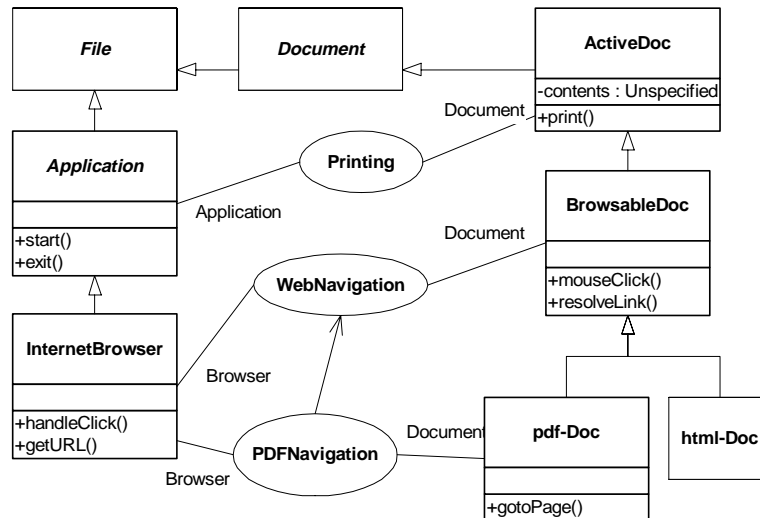 File
Document
ActiveDoc
-contents : Unspecified
+print()
Document
Application
Printing
Application
+start()
+exit()
BrowsableDoc
Document
+mouseClick()
+resolveLink()
WebNavigation
InternetBrowser
Browser
+handleClick()
+getURL()
Browser
PDFNavigation
Document
pdf-Doc
html-Doc
+gotoPage()